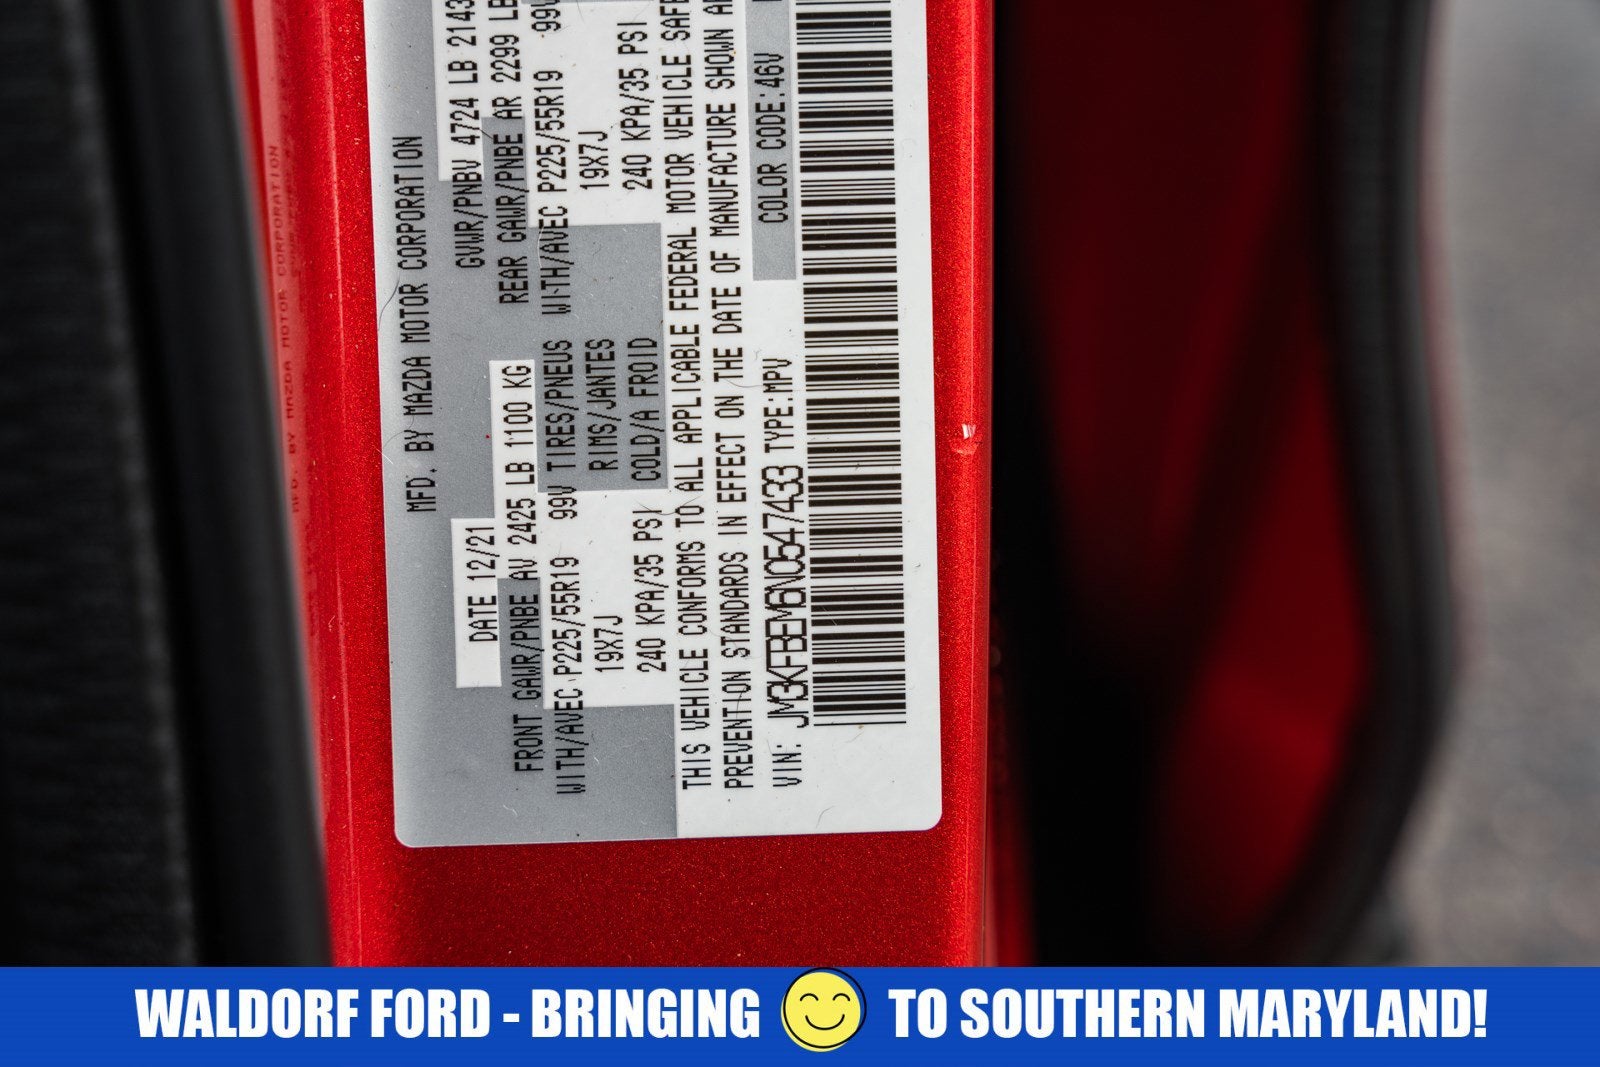 MFD. BY MAZDA MOTOR CORPORATION
DATE 12/21
GVWR/PNBV 4724 LB 2143
FRONT GAWR/PNBE AV 2425 LB 1100 KG
REAR GAWR/PNBE AR 2299 LB
WITH/AVEC P225/55R19 99V TIRES/PNEUS WITH/AVEC P225/55R19 99V
19X7J RIMS/JANTES 19X7J
240 KPA/35 PSI COLD/A FROID 240 KPA/35 PSI
THIS VEHICLE CONFORMS TO ALL APPLICABLE FEDERAL MOTOR VEHICLE SAFE
PREVENTION STANDARDS IN EFFECT ON THE DATE OF MANUFACTURE SHOWN AB
VIN: JM3KFBEM6N0547433 TYPE:MPV COLOR CODE:46V
WALDORF FORD - BRINGING TO SOUTHERN MARYLAND!